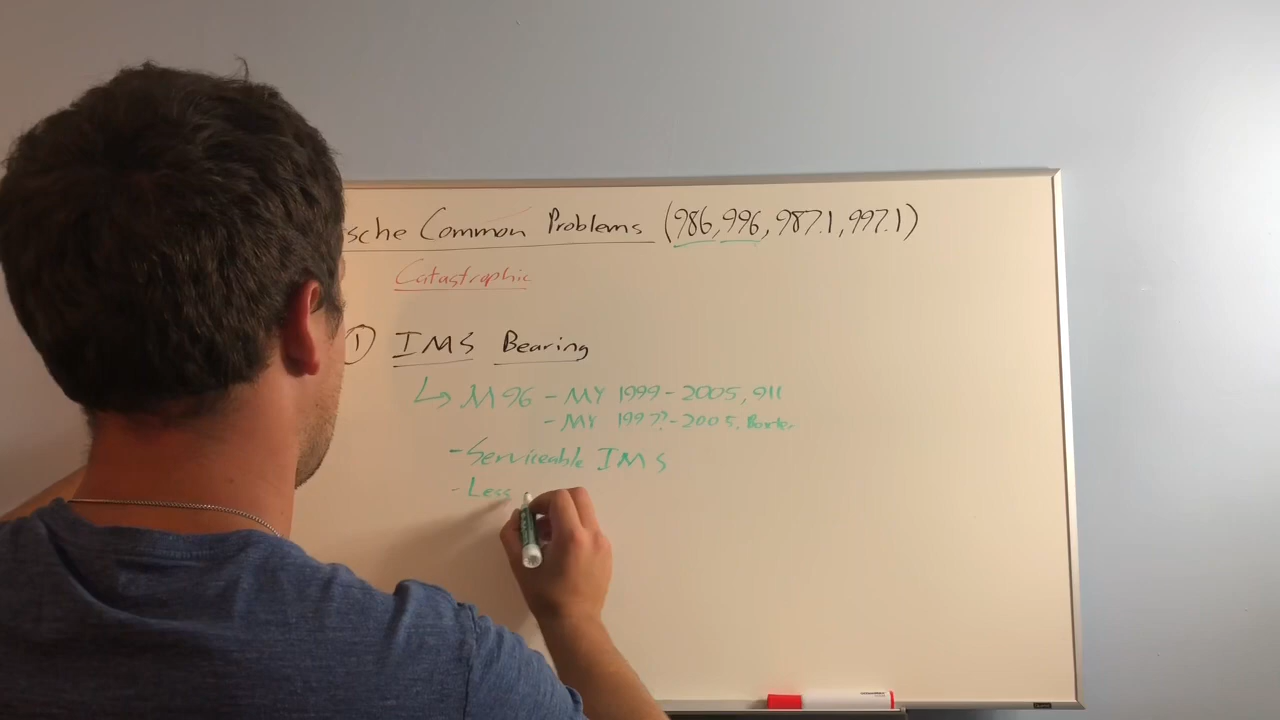 sche Common Problems (986, 996, 987.1, 997.1)
Catastrophic
① IMS Bearing
↳ M96 - MY 1999 - 2005, 911
- MY 199?? - 2005, Boxter
- Serviceable IMS
- Less